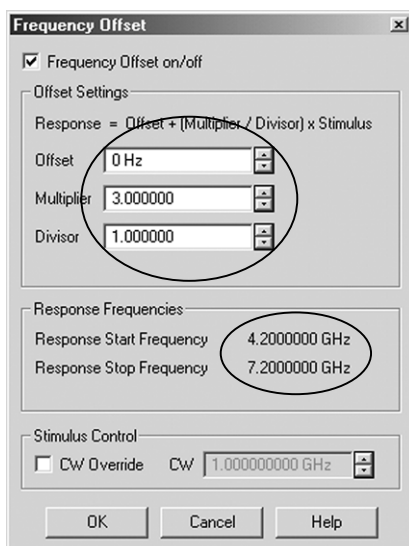 Frequency Offset
Frequency Offset on/off
Offset Settings
Response = Offset + (Multiplier / Divisor) x Stimulus
Offset 0 Hz
Multiplier 3.000000
Divisor 1.000000
Response Frequencies
Response Start Frequency 4.2000000 GHz
Response Stop Frequency 7.2000000 GHz
Stimulus Control
CW Override CW 1.000000000 GHz
OK Cancel Help